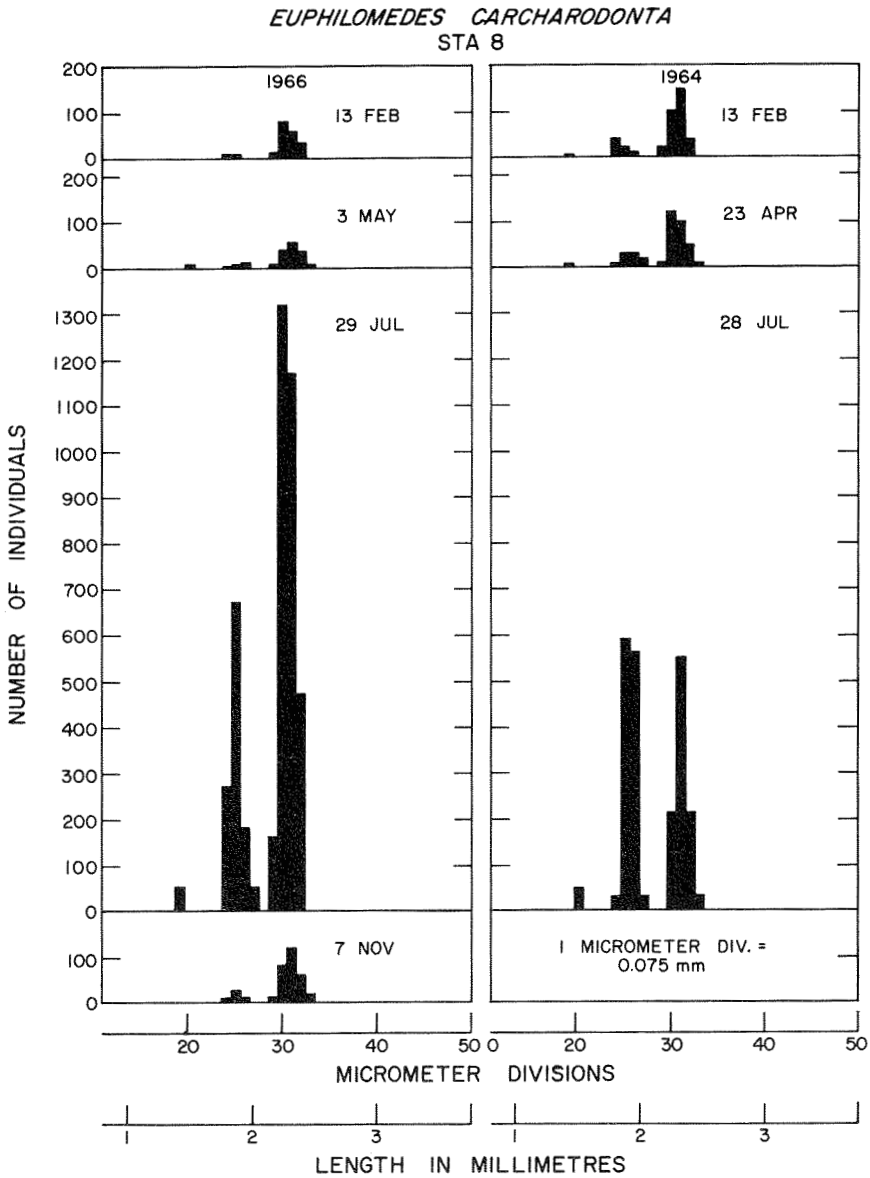 EUPHILOMEDES CARCHARODONTA
STA 8
NUMBER OF INDIVIDUALS
1966
200
13 FEB
100
0
200
3 MAY
100
0
29 JUL
1300
1200
1100
1000
900
800
700
600
500
400
300
200
100
0
7 NOV
100
0
1964
13 FEB
23 APR
28 JUL
1 MICROMETER DIV. =
0.075 mm
20 30 40 50 0 20 30 40 50
MICROMETER DIVISIONS
1 2 3 1 2 3
LENGTH IN MILLIMETRES